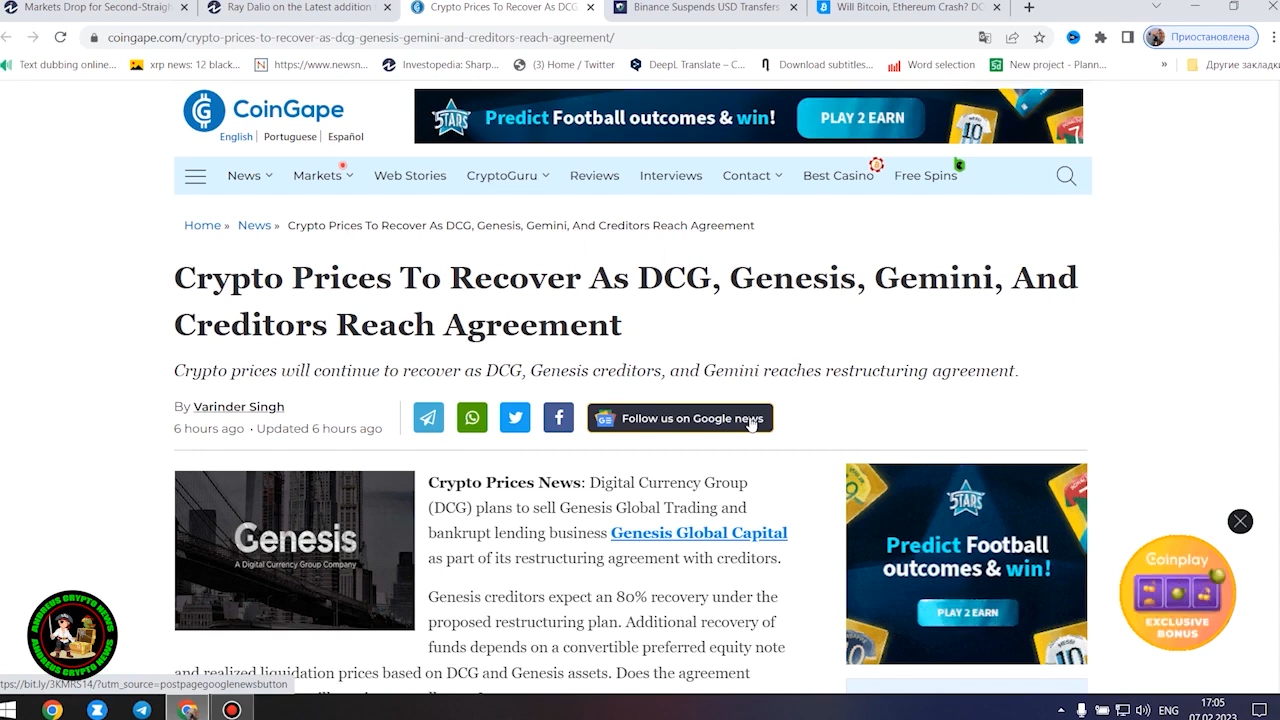 Markets Drop for Second-Straigh
Ray Dalio on the Latest addition
Crypto Prices To Recover As DCG,
Binance Suspends USD Transfers
Will Bitcoin, Ethereum Crash? DC
coingape.com/crypto-prices-to-recover-as-dcg-genesis-gemini-and-creditors-reach-agreement/
Приостановлена
Text dubbing online...
xrp news: 12 black...
https://www.newsn...
Investopedia: Sharp...
(3) Home / Twitter
DeepL Translate – C...
Download subtitles...
Word selection
New project - Plann...
»
Другие закладки
CoinGape
English | Portuguese | Español
STARS
Predict Football outcomes & win!
PLAY 2 EARN
News
Markets
Web Stories
CryptoGuru
Reviews
Interviews
Contact
Best Casino
Free Spins
Home » News » Crypto Prices To Recover As DCG, Genesis, Gemini, And Creditors Reach Agreement
Crypto Prices To Recover As DCG, Genesis, Gemini, And
Creditors Reach Agreement
Crypto prices will continue to recover as DCG, Genesis creditors, and Gemini reaches restructuring agreement.
By Varinder Singh
6 hours ago · Updated 6 hours ago
Follow us on Google news
Genesis
A Digital Currency Group Company
Crypto Prices News: Digital Currency Group
(DCG) plans to sell Genesis Global Trading and
bankrupt lending business Genesis Global Capital
as part of its restructuring agreement with creditors.
Genesis creditors expect an 80% recovery under the
proposed restructuring plan. Additional recovery of
funds depends on a convertible preferred equity note
and realized liquidation prices based on DCG and Genesis assets. Does the agreement
STARS
Predict Football
outcomes & win!
PLAY 2 EARN
Coinplay
EXCLUSIVE
BONUS
ANDREUS CRYPTO NEWS
ANDREUS CRYPTO NEWS
tps://bit.ly/3KMRS14/?utm_source=postpagegooglenewsbutton
ENG
17:05
07.02.2023